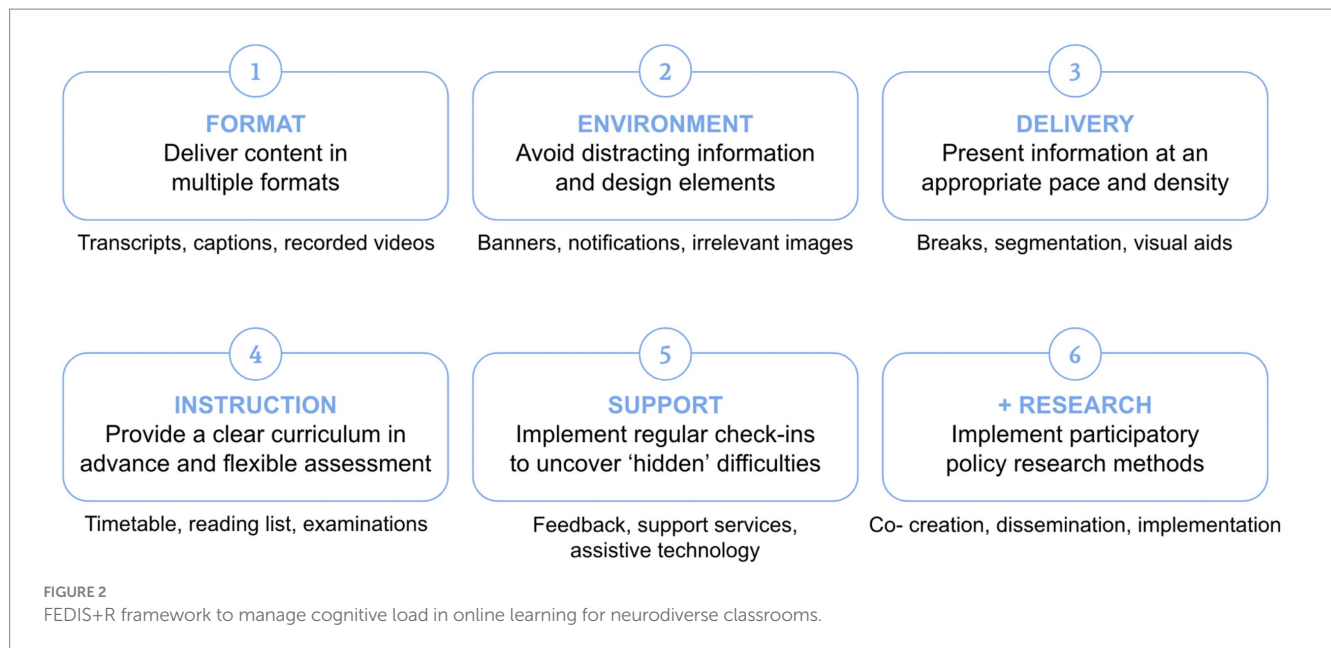 1
FORMAT
Deliver content in
multiple formats
Transcripts, captions, recorded videos
2
ENVIRONMENT
Avoid distracting information
and design elements
Banners, notifications, irrelevant images
3
DELIVERY
Present information at an
appropriate pace and density
Breaks, segmentation, visual aids
4
INSTRUCTION
Provide a clear curriculum in
advance and flexible assessment
Timetable, reading list, examinations
5
SUPPORT
Implement regular check-ins
to uncover ‘hidden’ difficulties
Feedback, support services,
assistive technology
6
+ RESEARCH
Implement participatory
policy research methods
Co- creation, dissemination, implementation
FIGURE 2
FEDIS+R framework to manage cognitive load in online learning for neurodiverse classrooms.